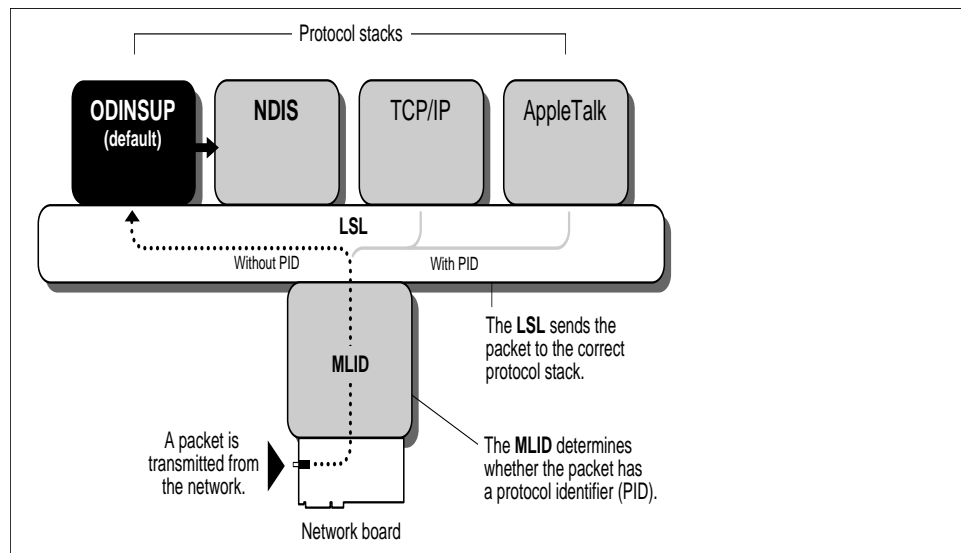 Protocol stacks
ODINSUP
(default)
NDIS
TCP/IP
AppleTalk
LSL
Without PID
With PID
The LSL sends the
packet to the correct
protocol stack.
MLID
A packet is
transmitted from
the network.
The MLID determines
whether the packet has
a protocol identifier (PID).
Network board